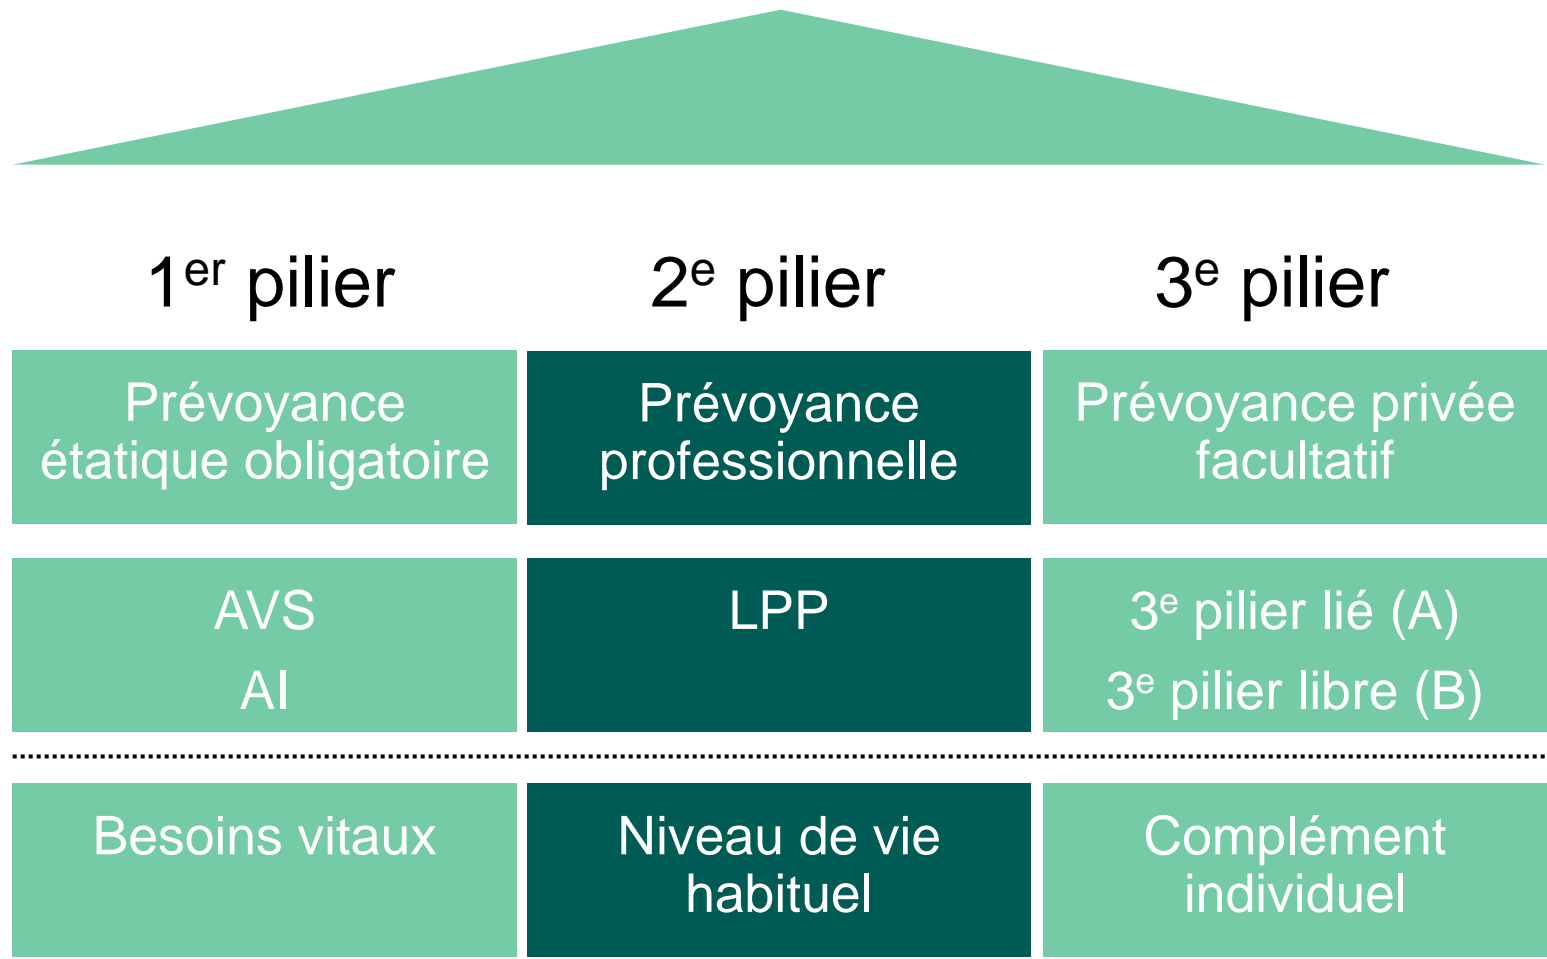 1er pilier
2e pilier
3e pilier
Prévoyance
étatique obligatoire
Prévoyance
professionnelle
Prévoyance privée
facultatif
AVS
AI
LPP
3e pilier lié (A)
3e pilier libre (B)
Besoins vitaux
Niveau de vie
habituel
Complément
individuel